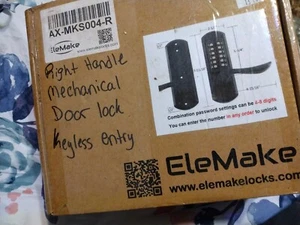 AX-MKS004-R
EleMake
Right Handle
Mechanical
Door lock
Keyless entry
Combination password settings can be 4-5 digits
You can enter the number in any order to unlock
EleMake
www.elemakelocks.com